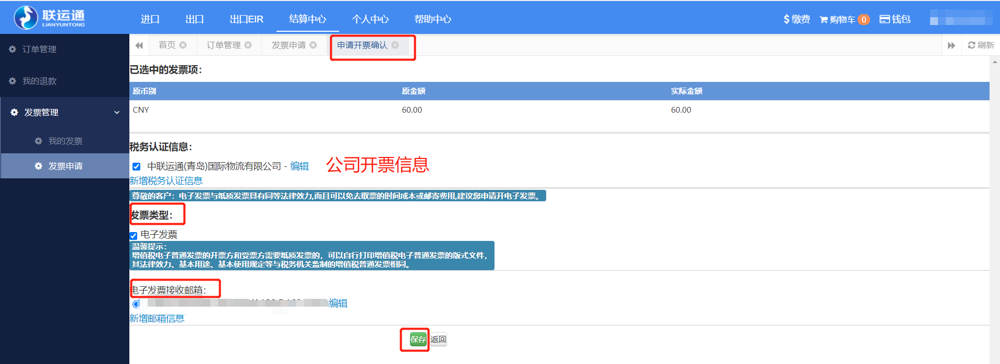 联运通
LIANYUNTONG
进口
出口
出口EIR
结算中心
个人中心
帮助中心
缴费
购物车 0
钱包
订单管理
我的退款
发票管理
我的发票
发票申请
首页
订单管理
发票申请
申请开票确认
刷新
已选中的发票项：
原币别 原金额 实际金额
CNY 60.00 60.00
税务认证信息：
中联运通(青岛)国际物流有限公司 - 编辑
公司开票信息
新增税务认证信息
尊敬的客户：电子发票与纸质发票具有同等法律效力,而且可以免去取票的时间成本或邮寄费用,建议您申请开电子发票。
发票类型：
电子发票
温馨提示：
增值税电子普通发票的开票方和受票方需要纸质发票的，可以自行打印增值税电子普通发票的版式文件，
其法律效力、基本用途、基本使用规定等与税务机关监制的增值税普通发票相同。
电子发票接收邮箱：
编辑
新增邮箱信息
保存
返回